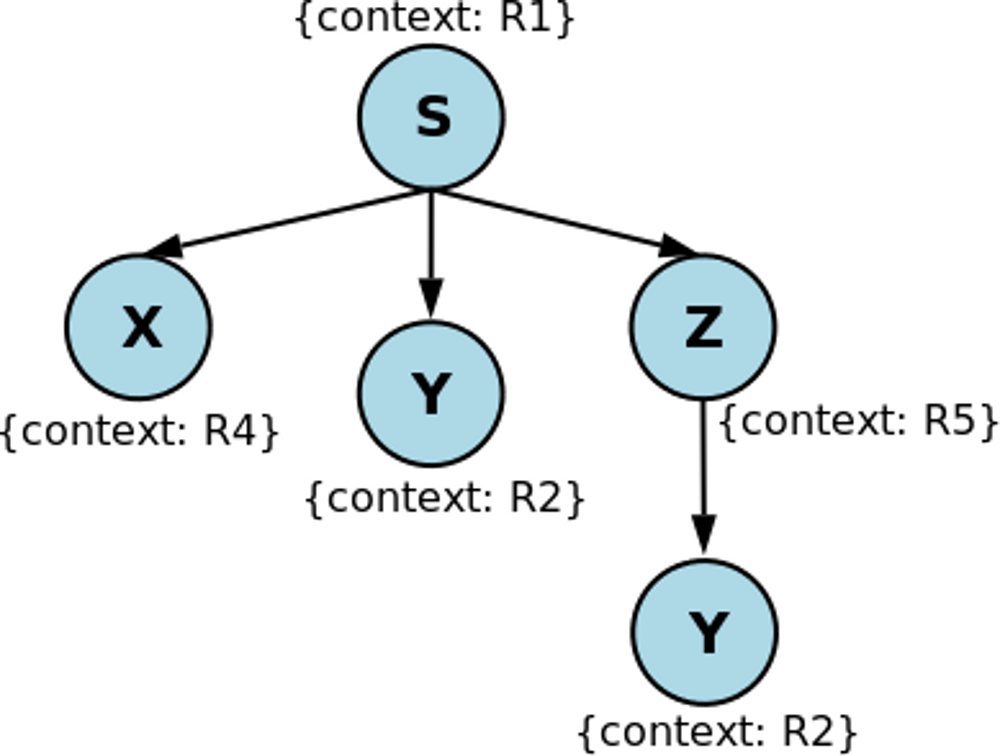 {context: R1}
S
X
Y
Z
{context: R4}
{context: R2}
{context: R5}
Y
{context: R2}